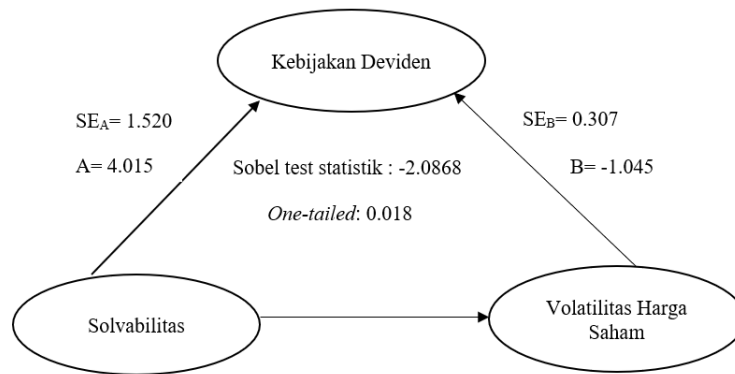 Kebijakan Deviden
SEA= 1.520
SEB= 0.307
A= 4.015
Sobel test statistik : -2.0868
B= -1.045
One-tailed: 0.018
Solvabilitas
Volatilitas Harga
Saham